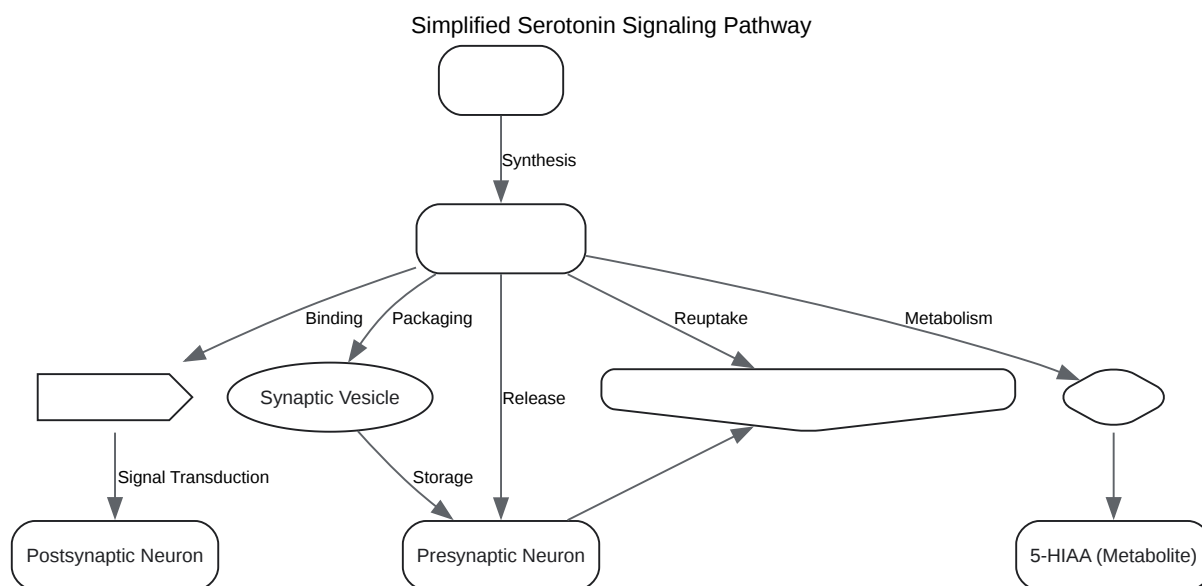 Simplified Serotonin Signaling Pathway
Synthesis
Binding
Packaging
Reuptake
Metabolism
Synaptic Vesicle
Release
Signal Transduction
Storage
Postsynaptic Neuron
Presynaptic Neuron
5-HIAA (Metabolite)